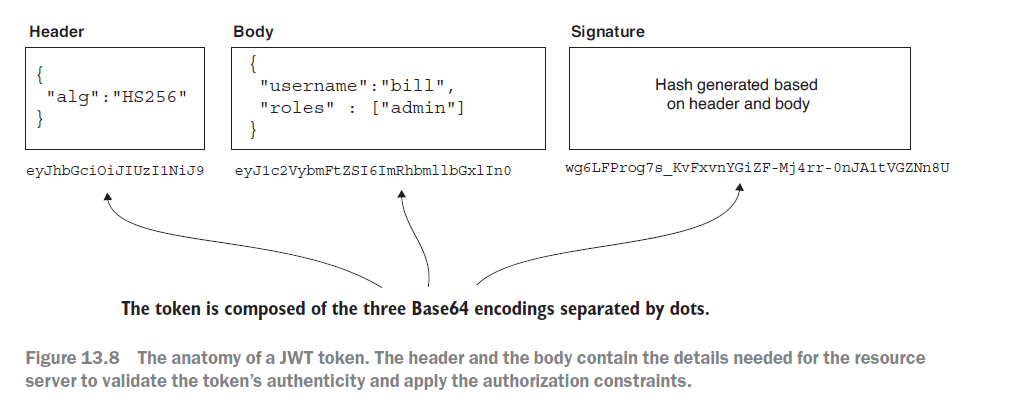 Header
Body
Signature
{
"alg":"HS256"
}
{
"username":"bill",
"roles" : ["admin"]
}
Hash generated based
on header and body
eyJhbGciOiJIUzI1NiJ9
eyJ1c2VybmFtZSI6ImRhbmllbGxlIn0
wg6LFProg7s_KvFxvnYGiZF-Mj4rr-0nJA1tVGZNn8U
The token is composed of the three Base64 encodings separated by dots.
Figure 13.8 The anatomy of a JWT token. The header and the body contain the details needed for the resource
server to validate the token's authenticity and apply the authorization constraints.